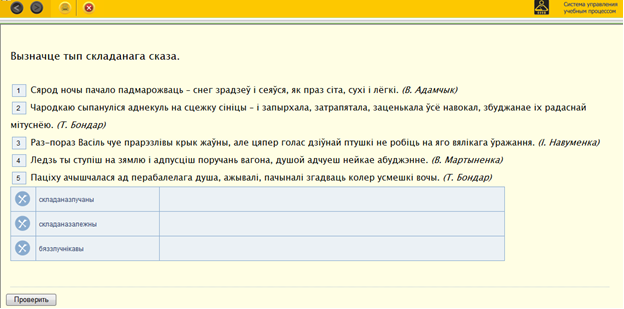 Система управления
учебным процессом
Вызначце тып складанага сказа.
1 Сярод ночы пачало падмарожваць – снег зрадзеў і сеяўся, як праз сіта, сухі і лёгкі. (В. Адамчык)
2 Чародкаю сыпануліся аднекуль на сцежку сініцы – і запырхала, затрапятала, заценькала ўсё навокал, збуджанае іх радаснай
мітуснёю. (Т. Бондар)
3 Раз-пораз Васіль чуе прарэзлівы крык жаўны, але цяпер голас дзіўнай птушкі не робіць на яго вялікага ўражання. (І. Навуменка)
4 Ледзь ты ступіш на зямлю і адпусціш поручань вагона, душой адчуеш нейкае абуджэнне. (В. Мартыненка)
5 Паціху ачышчалася ад перабалелага душа, ажывалі, пачыналі згадваць колер усмешкі вочы. (Т. Бондар)
складаназлучаны
складаназалежны
бяззлучнікавы
Проверить